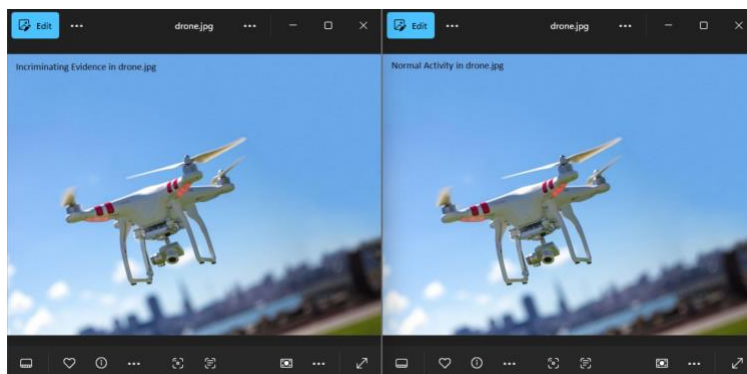 Edit ... drone.jpg ...
Edit ... drone.jpg ...
Incriminating Evidence in drone.jpg
Normal Activity in drone.jpg